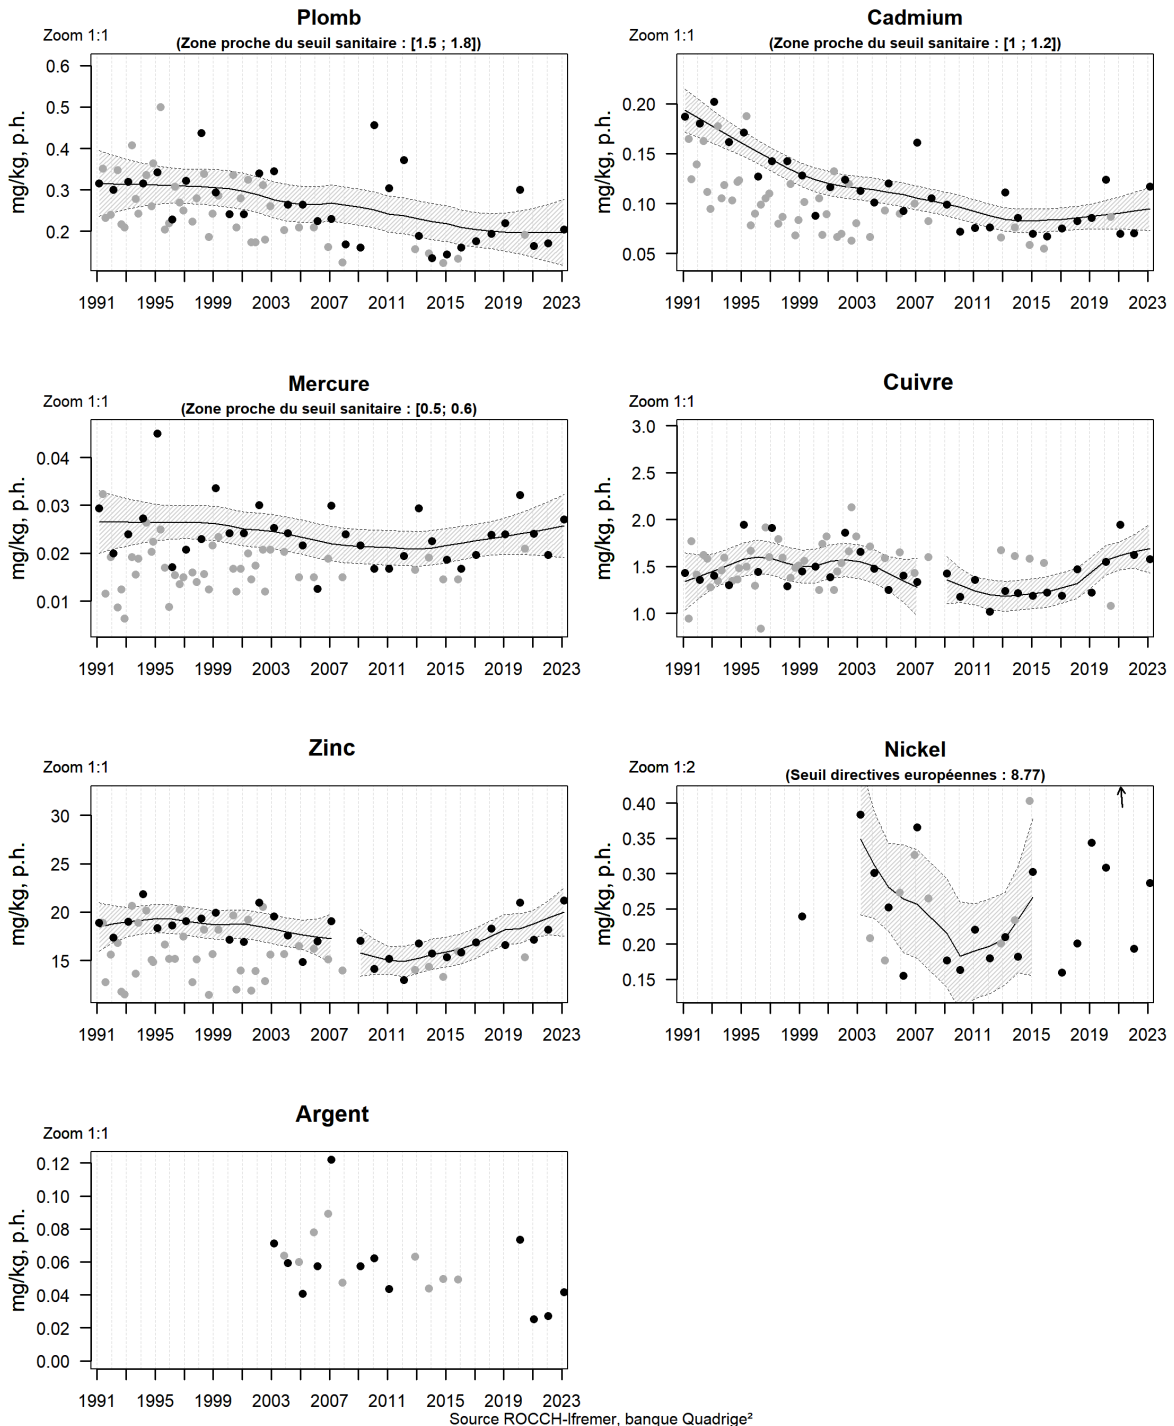 Plomb
Zoom 1:1
(Zone proche du seuil sanitaire : [1.5 ; 1.8])
mg/kg, p.h.
0.6
0.5
0.4
0.3
0.2
1991 1995 1999 2003 2007 2011 2015 2019 2023
Cadmium
Zoom 1:1
(Zone proche du seuil sanitaire : [1 ; 1.2])
mg/kg, p.h.
0.20
0.15
0.10
0.05
1991 1995 1999 2003 2007 2011 2015 2019 2023
Mercure
Zoom 1:1
(Zone proche du seuil sanitaire : [0.5; 0.6)
mg/kg, p.h.
0.04
0.03
0.02
0.01
1991 1995 1999 2003 2007 2011 2015 2019 2023
Cuivre
Zoom 1:1
mg/kg, p.h.
3.0
2.5
2.0
1.5
1.0
1991 1995 1999 2003 2007 2011 2015 2019 2023
Zinc
Zoom 1:1
mg/kg, p.h.
30
25
20
15
1991 1995 1999 2003 2007 2011 2015 2019 2023
Nickel
Zoom 1:2
(Seuil directives européennes : 8.77)
mg/kg, p.h.
0.40
0.35
0.30
0.25
0.20
0.15
1991 1995 1999 2003 2007 2011 2015 2019 2023
Argent
Zoom 1:1
mg/kg, p.h.
0.12
0.10
0.08
0.06
0.04
0.02
0.00
1991 1995 1999 2003 2007 2011 2015 2019 2023
Source ROCCH-Ifremer, banque Quadrige²